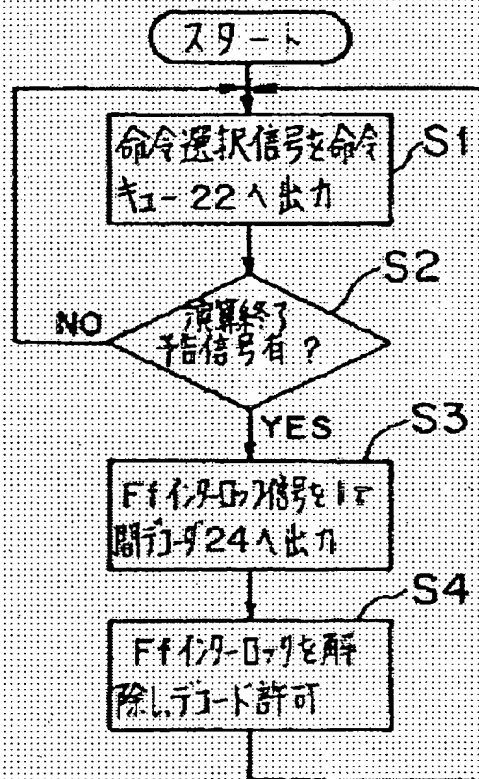 スタート
命令選択信号を命令
キュー22へ出力
S1
S2
演算終了
予告信号有?
NO
YES
S3
Ffインターロック信号を1τ
間デコーダ24へ出力
S4
Ffインターロックを解
除し、デコード許可